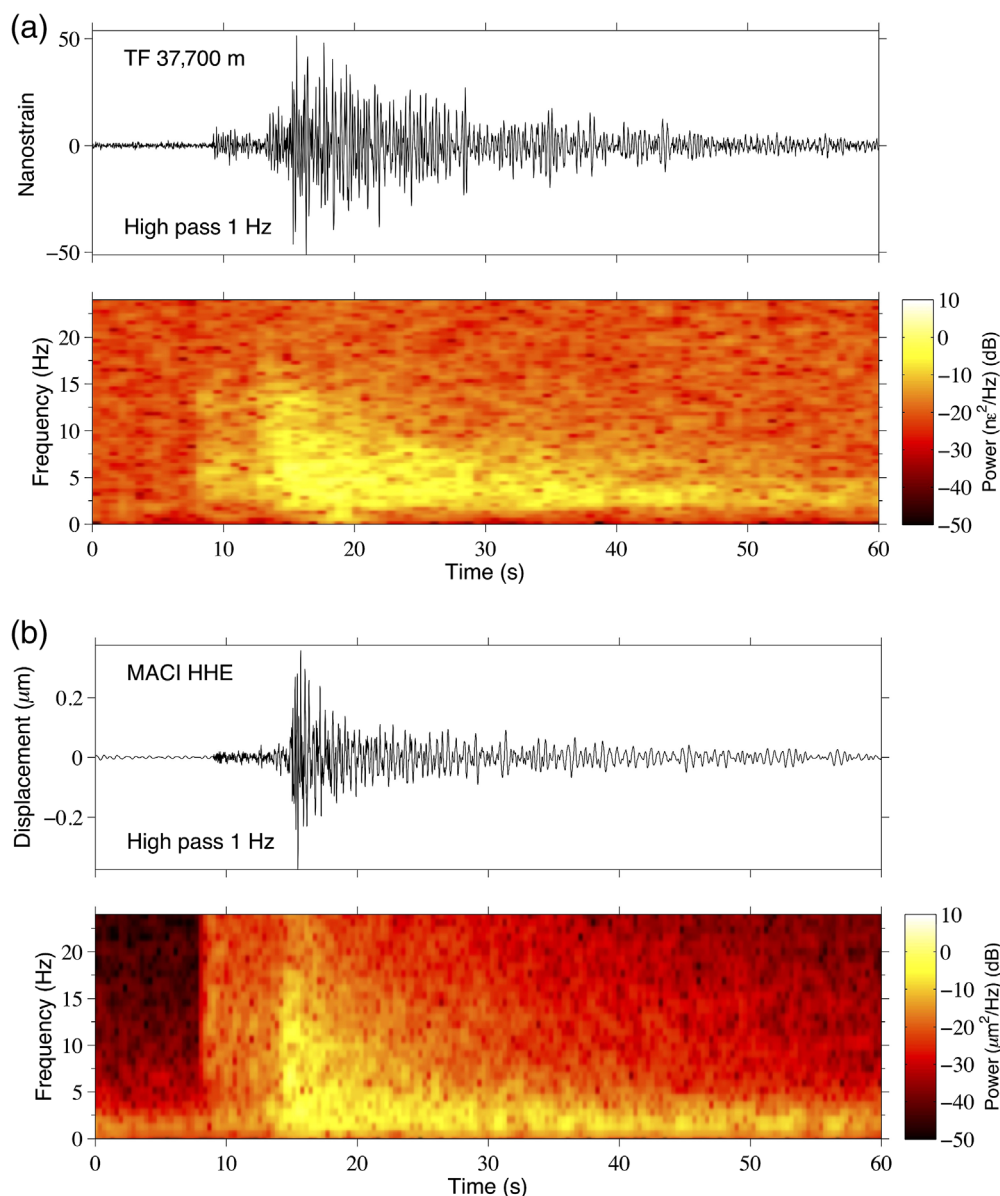 (a)
TF 37,700 m
High pass 1 Hz
Nanostrain
50
0
−50
Frequency (Hz)
20
15
10
5
0
0 10 20 30 40 50 60
Time (s)
10
0
−10
−20
−30
−40
−50
Power (nε²/Hz) (dB)
(b)
MACI HHE
High pass 1 Hz
Displacement (μm)
0.2
0
−0.2
Frequency (Hz)
20
15
10
5
0
0 10 20 30 40 50 60
Time (s)
10
0
−10
−20
−30
−40
−50
Power (μm²/Hz) (dB)